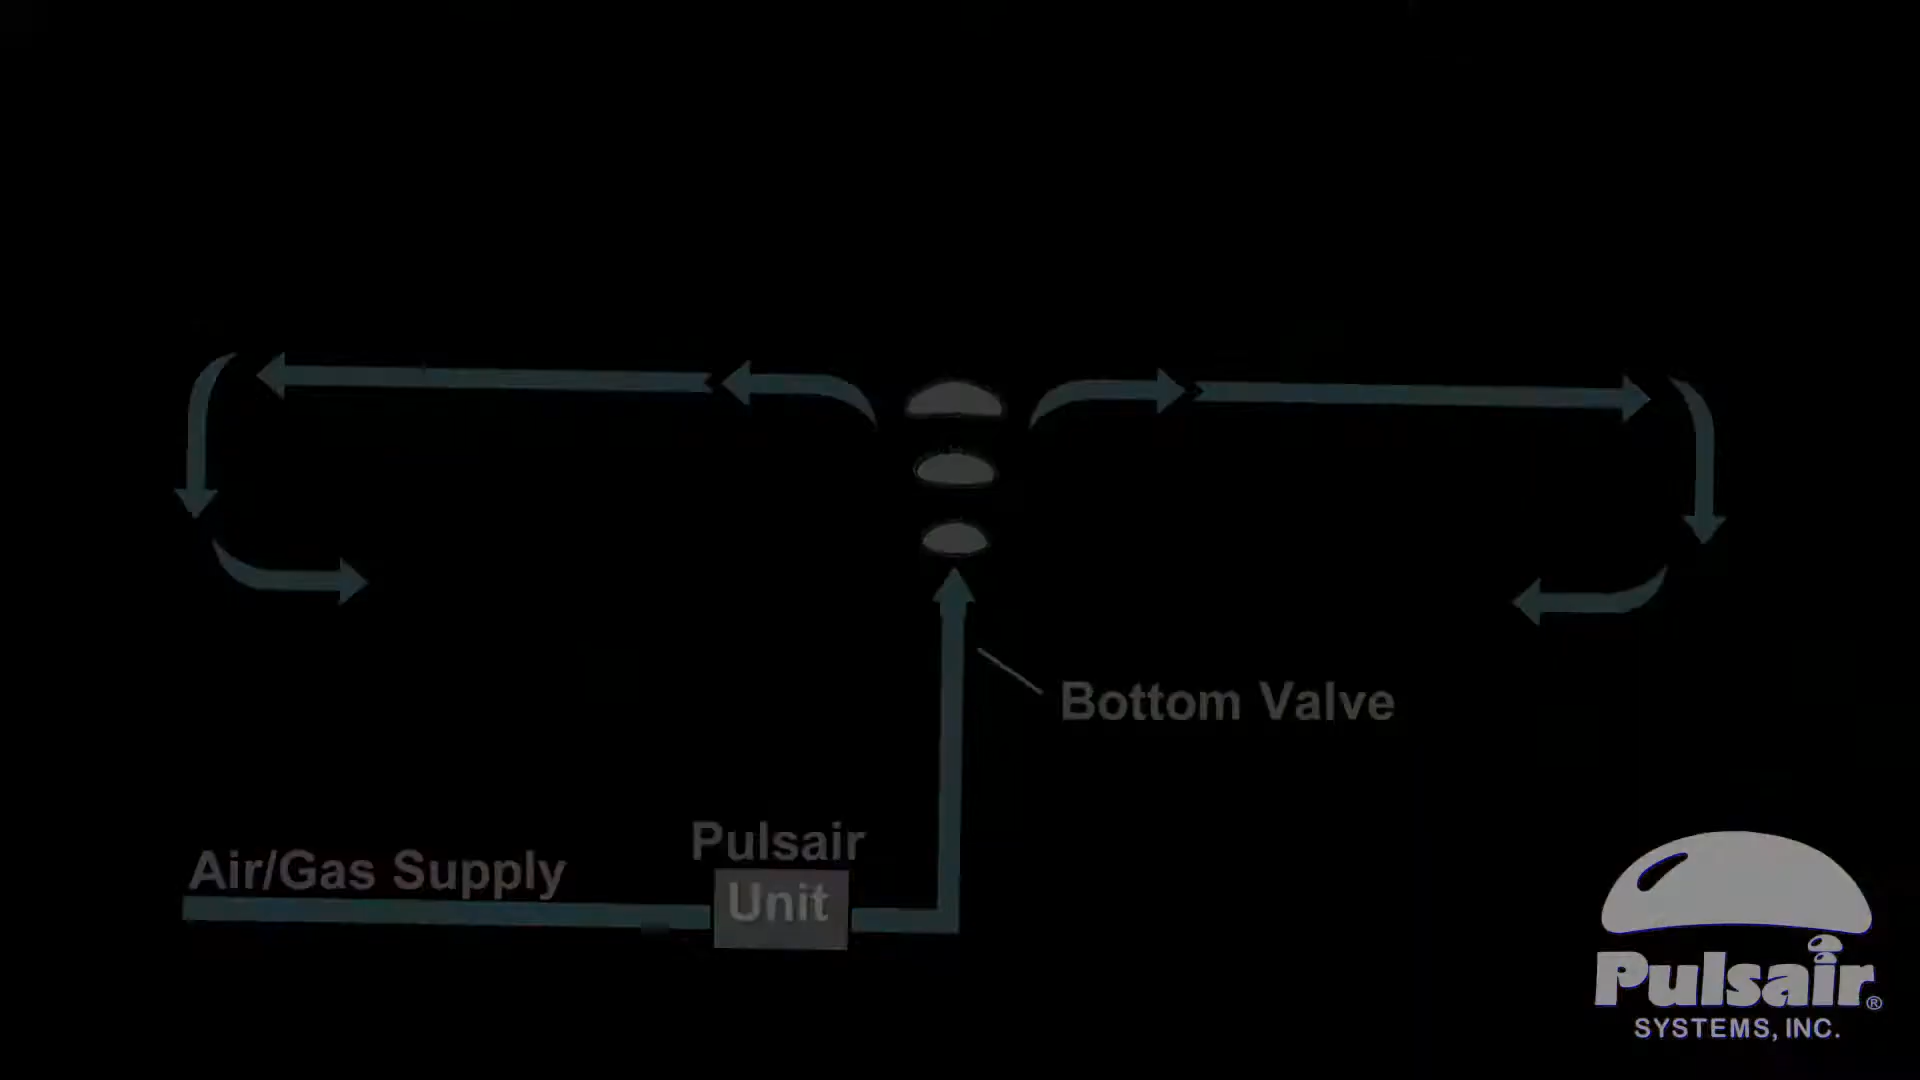 Bottom Valve
Air/Gas Supply
Pulsair
Unit
Pulsair®
SYSTEMS, INC.